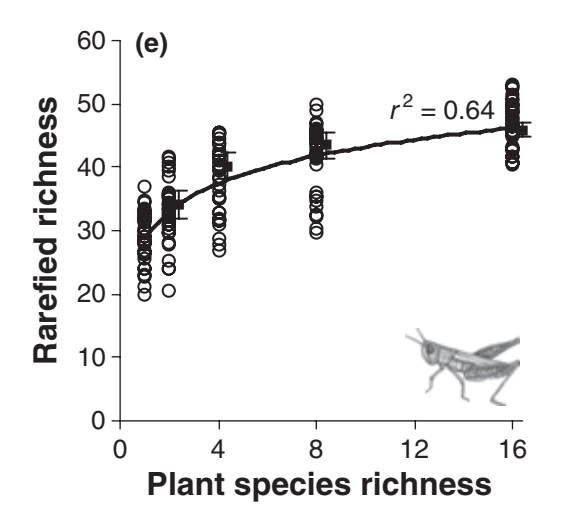 (e)
60
50
40
30
20
10
0
Rarefied richness
r² = 0.64
0 4 8 12 16
Plant species richness